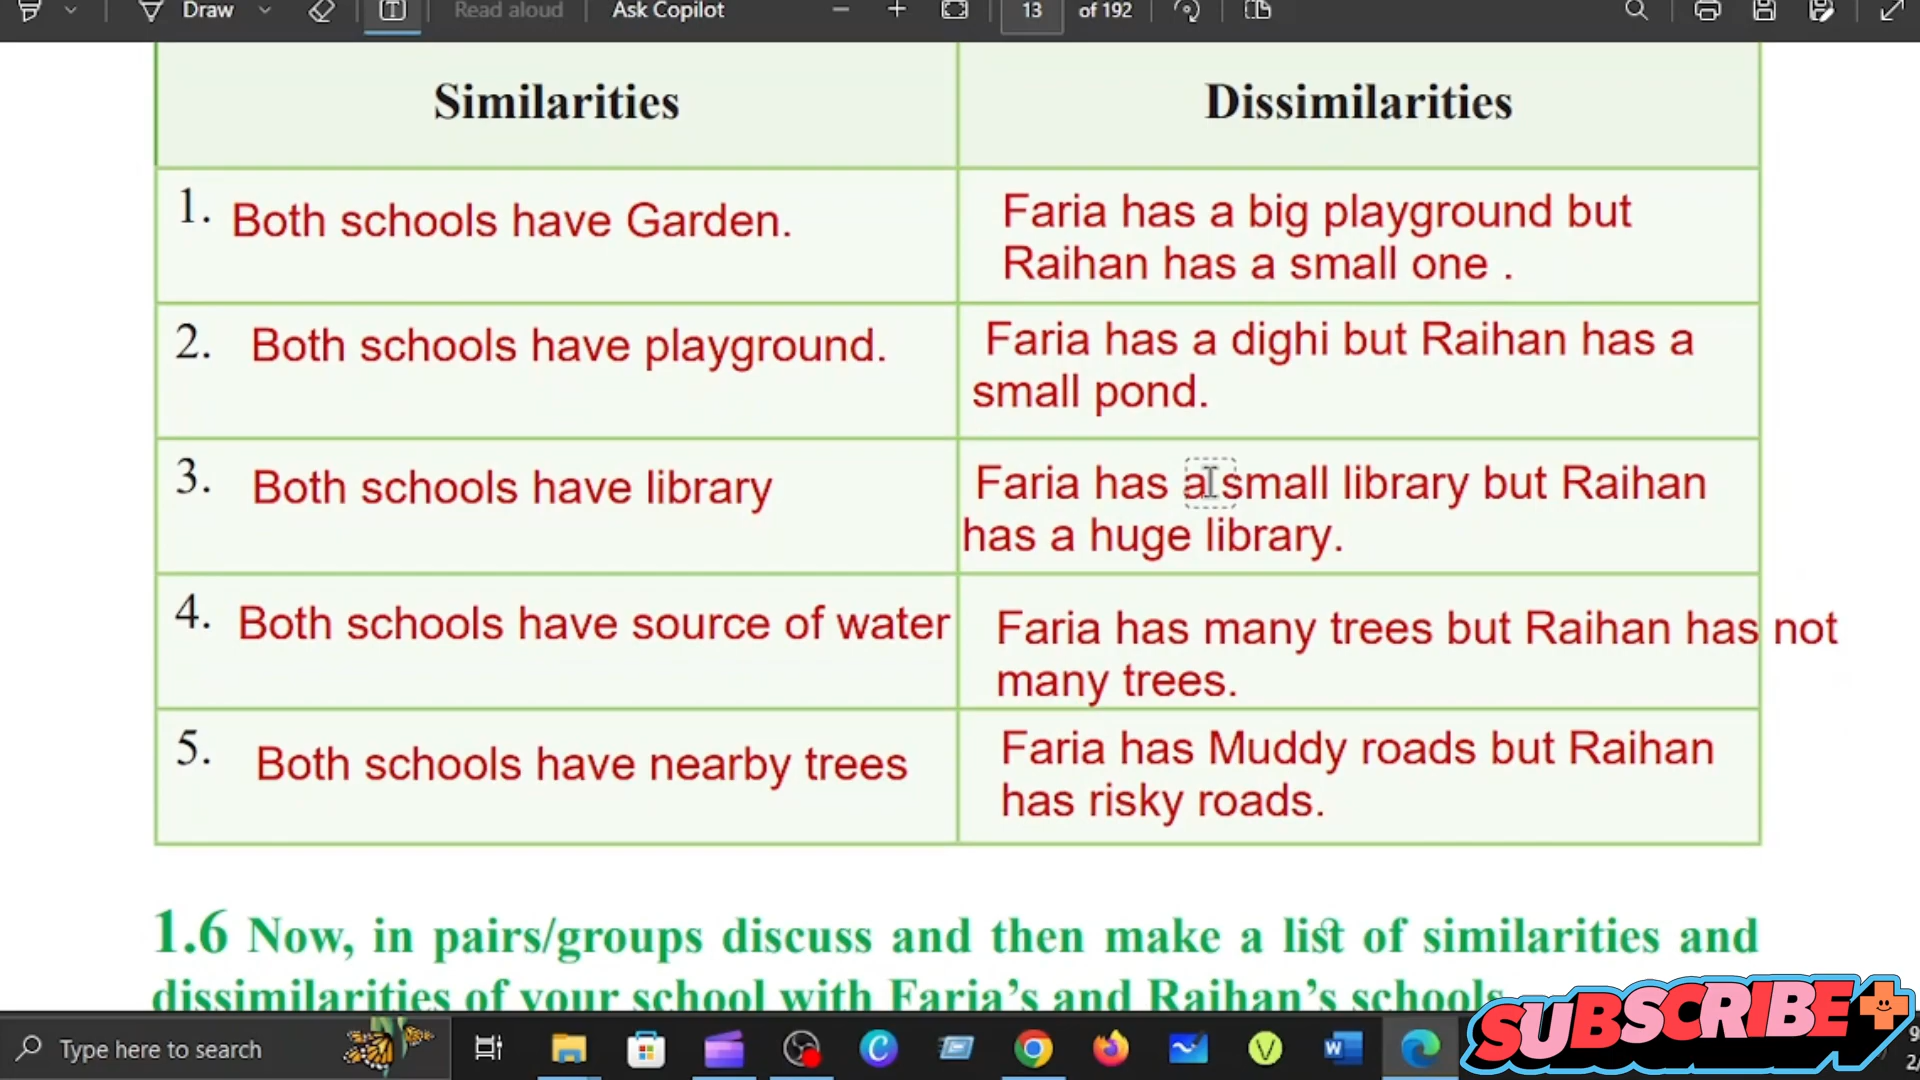 Draw
Read aloud
Ask Copilot
13 of 192
Similarities
Dissimilarities
1. Both schools have Garden.
Faria has a big playground but
Raihan has a small one .
2. Both schools have playground.
Faria has a dighi but Raihan has a
small pond.
3. Both schools have library
Faria has a small library but Raihan
has a huge library.
4. Both schools have source of water
Faria has many trees but Raihan has not
many trees.
5. Both schools have nearby trees
Faria has Muddy roads but Raihan
has risky roads.
1.6 Now, in pairs/groups discuss and then make a list of similarities and
dissimilarities of your school with Faria's and Raihan's schools
Type here to search
SUBSCRIBE